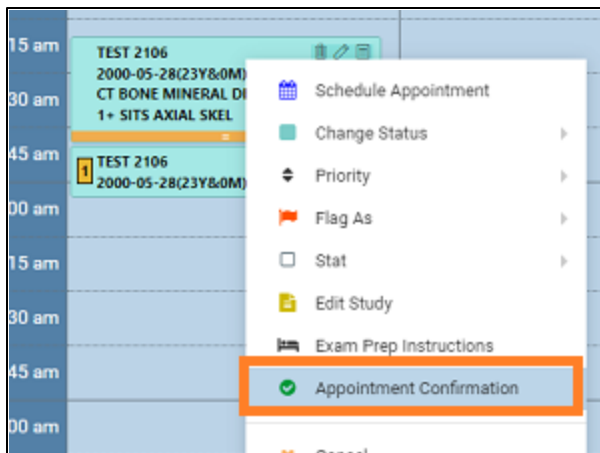 15 am
TEST 2106
2000-05-28(23Y&0M)
CT BONE MINERAL DI
1+ SITS AXIAL SKEL
30 am
45 am
1
TEST 2106
2000-05-28(23Y&0M)
00 am
15 am
30 am
45 am
00 am
Schedule Appointment
Change Status
Priority
Flag As
Stat
Edit Study
Exam Prep Instructions
Appointment Confirmation
Cancel